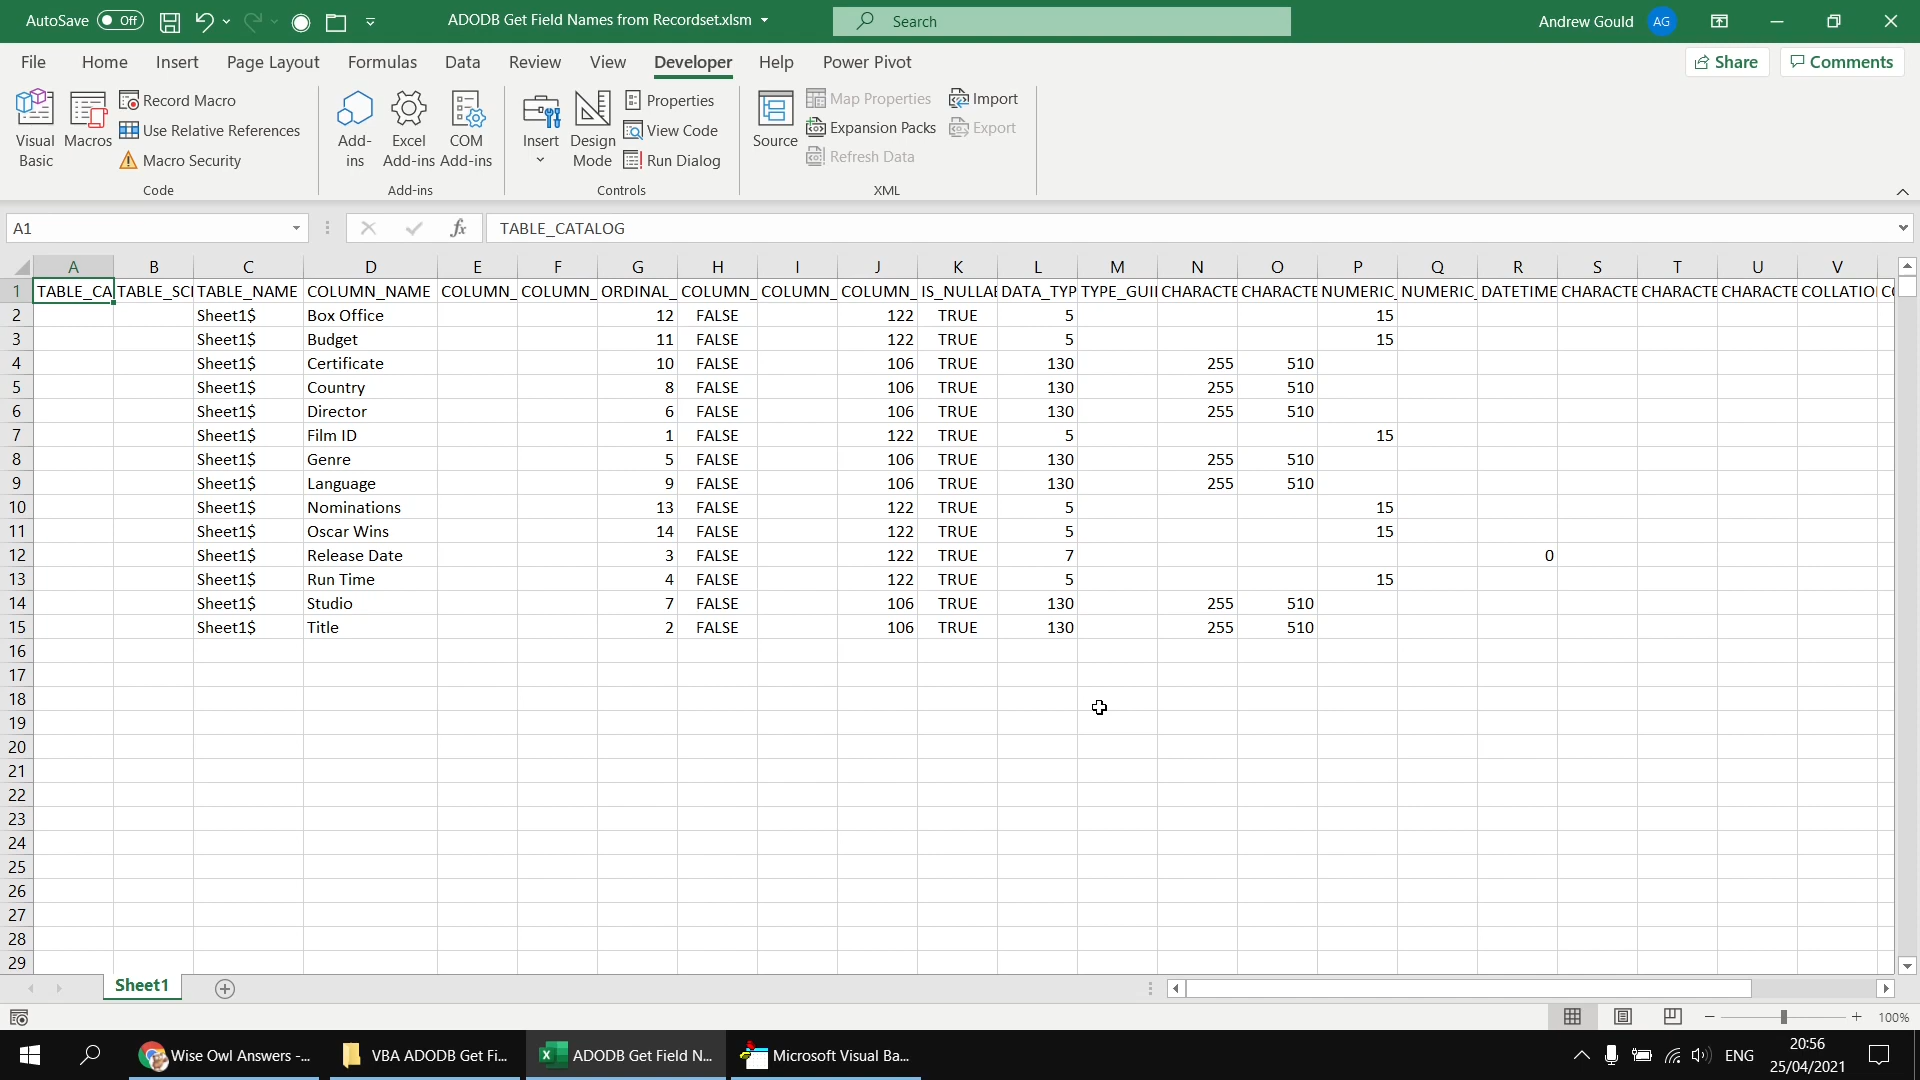 AutoSave Off ADODB Get Field Names from Recordset.xlsm Search Andrew Gould AG
File Home Insert Page Layout Formulas Data Review View Developer Help Power Pivot Share Comments
Visual Basic
Macros
Record Macro
Use Relative References
Macro Security
Code
Add-ins
Excel Add-ins
COM Add-ins
Add-ins
Insert
Design Mode
Properties
View Code
Run Dialog
Controls
Source
Map Properties
Expansion Packs
Refresh Data
Import
Export
XML
A1 fx TABLE_CATALOG
A B C D E F G H I J K L M N O P Q R S T U V
1 TABLE_CA TABLE_SC TABLE_NAME COLUMN_NAME COLUMN_ COLUMN_ ORDINAL_ COLUMN_ COLUMN_ COLUMN_ IS_NULLAB DATA_TYP TYPE_GUI CHARACTE CHARACTE NUMERIC_ NUMERIC_ DATETIME CHARACTE CHARACTE CHARACTE COLLATIO C
2 Sheet1$ Box Office 12 FALSE 122 TRUE 5 15
3 Sheet1$ Budget 11 FALSE 122 TRUE 5 15
4 Sheet1$ Certificate 10 FALSE 106 TRUE 130 255 510
5 Sheet1$ Country 8 FALSE 106 TRUE 130 255 510
6 Sheet1$ Director 6 FALSE 106 TRUE 130 255 510
7 Sheet1$ Film ID 1 FALSE 122 TRUE 5 15
8 Sheet1$ Genre 5 FALSE 106 TRUE 130 255 510
9 Sheet1$ Language 9 FALSE 106 TRUE 130 255 510
10 Sheet1$ Nominations 13 FALSE 122 TRUE 5 15
11 Sheet1$ Oscar Wins 14 FALSE 122 TRUE 5 15
12 Sheet1$ Release Date 3 FALSE 122 TRUE 7 0
13 Sheet1$ Run Time 4 FALSE 122 TRUE 5 15
14 Sheet1$ Studio 7 FALSE 106 TRUE 130 255 510
15 Sheet1$ Title 2 FALSE 106 TRUE 130 255 510
16
17
18
19
20
21
22
23
24
25
26
27
28
29
Sheet1
100%
Wise Owl Answers -... VBA ADODB Get Fi... ADODB Get Field N... Microsoft Visual Ba... ENG 20:56
25/04/2021